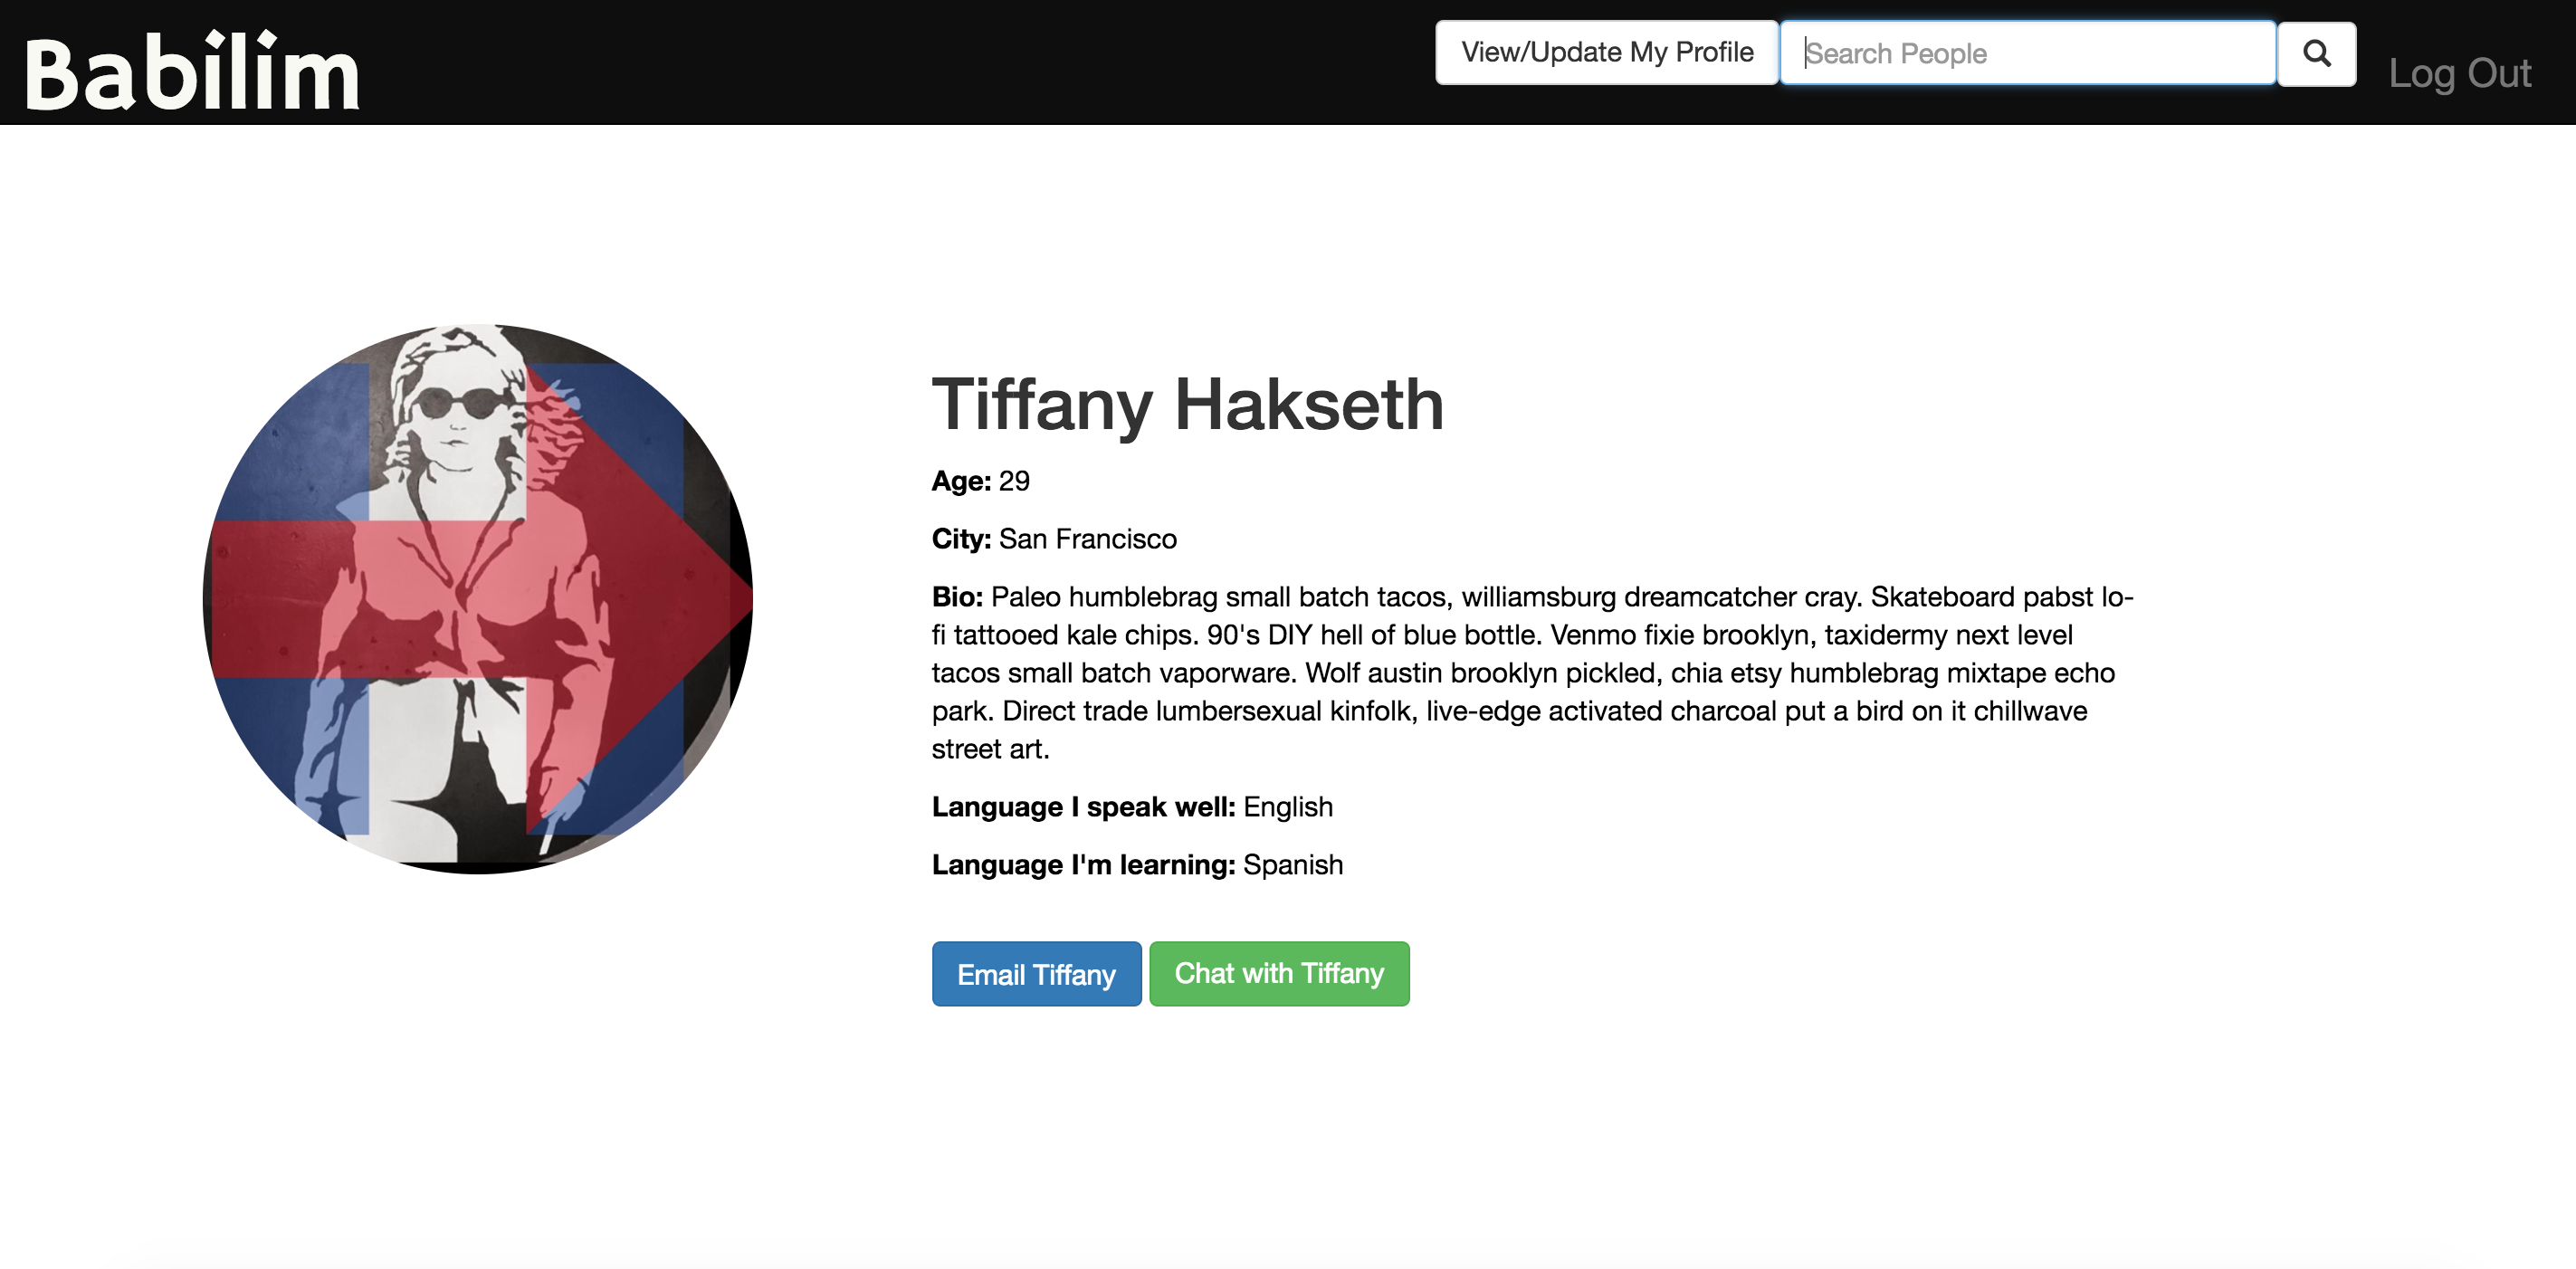 Babilim
View/Update My Profile
Search People
Log Out
Tiffany Hakseth
Age: 29
City: San Francisco
Bio: Paleo humblebrag small batch tacos, williamsburg dreamcatcher cray. Skateboard pabst lo-
fi tattooed kale chips. 90's DIY hell of blue bottle. Venmo fixie brooklyn, taxidermy next level
tacos small batch vaporware. Wolf austin brooklyn pickled, chia etsy humblebrag mixtape echo
park. Direct trade lumbersexual kinfolk, live-edge activated charcoal put a bird on it chillwave
street art.
Language I speak well: English
Language I'm learning: Spanish
Email Tiffany
Chat with Tiffany